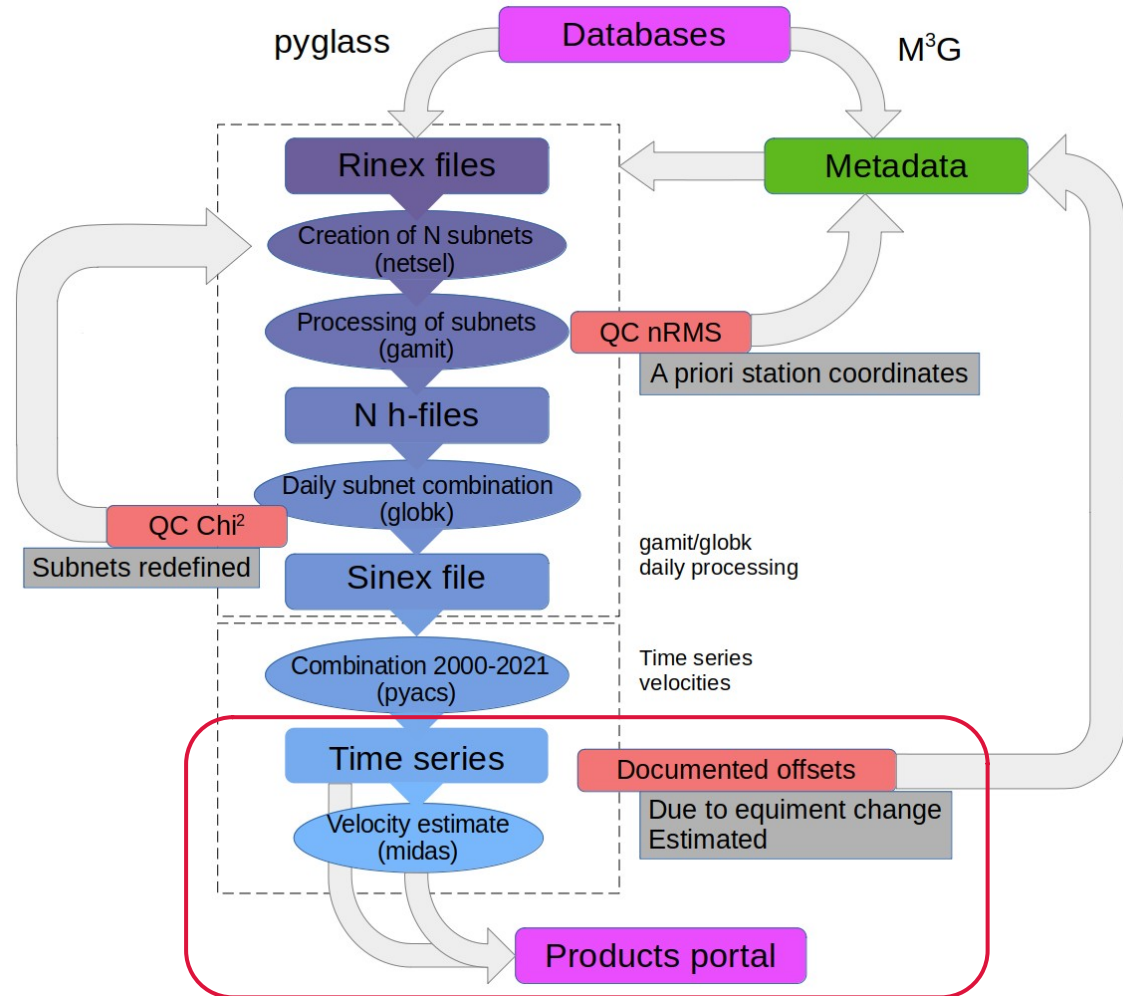 pyglass
Databases
M³G
Rinex files
Metadata
Creation of N subnets
(netsel)
Processing of subnets
(gamit)
QC nRMS
A priori station coordinates
N h-files
Daily subnet combination
(globk)
QC Chi²
Subnets redefined
gamit/globk
daily processing
Sinex file
Combination 2000-2021
(pyacs)
Time series
velocities
Time series
Documented offsets
Due to equiment change
Estimated
Velocity estimate
(midas)
Products portal